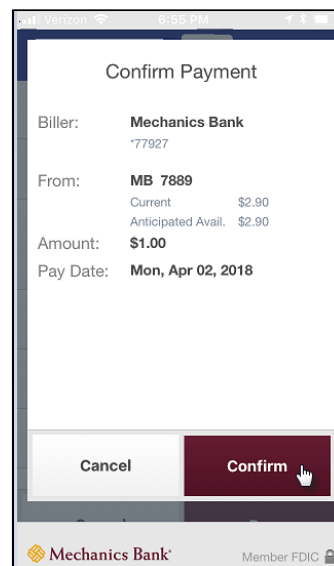 Verizon 6:55 PM
Confirm Payment
Biller: Mechanics Bank
*77927
From: MB 7889
Current $2.90
Anticipated Avail. $2.90
Amount: $1.00
Pay Date: Mon, Apr 02, 2018
Cancel Confirm
Mechanics Bank Member FDIC